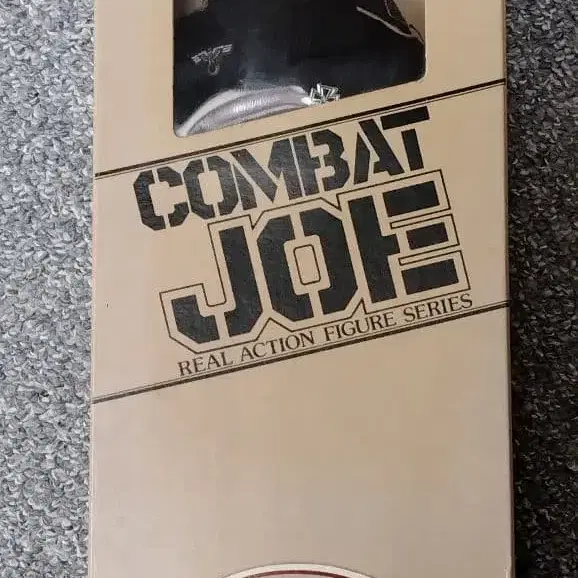 COMBAT
JOE
REAL ACTION FIGURE SERIES